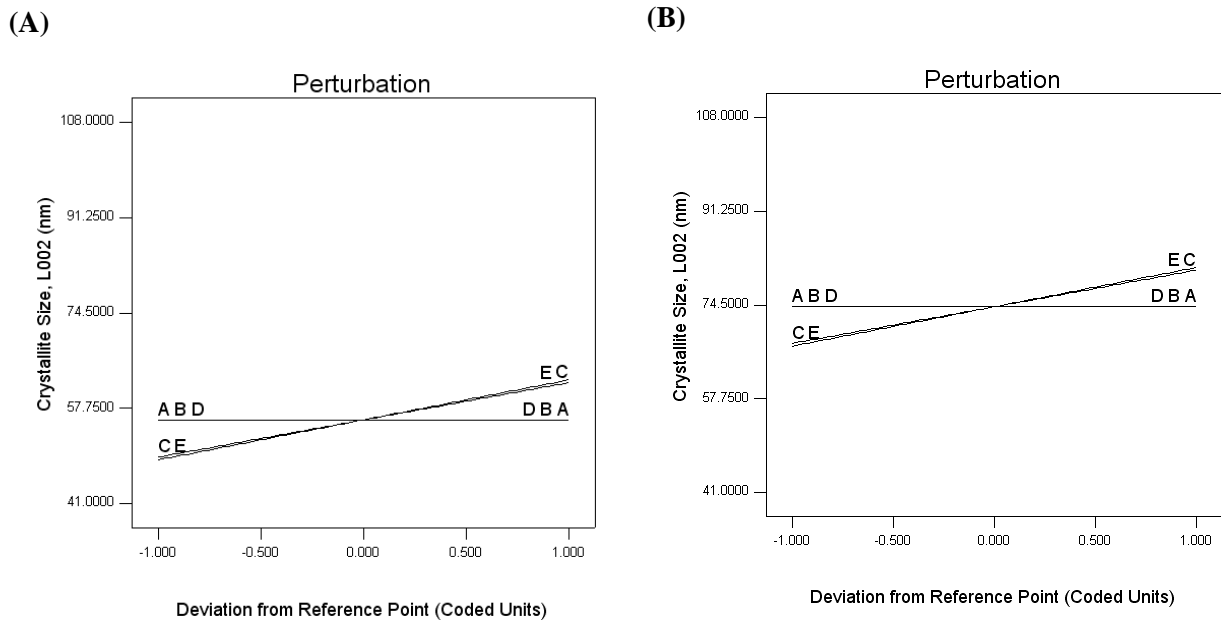 (A)
Perturbation
108.0000
91.2500
74.5000
57.7500
41.0000
Crystallite Size, L002 (nm)
A B D
C E
E C
D B A
-1.000 -0.500 0.000 0.500 1.000
Deviation from Reference Point (Coded Units)
(B)
Perturbation
108.0000
91.2500
74.5000
57.7500
41.0000
Crystallite Size, L002 (nm)
A B D
C E
E C
D B A
-1.000 -0.500 0.000 0.500 1.000
Deviation from Reference Point (Coded Units)